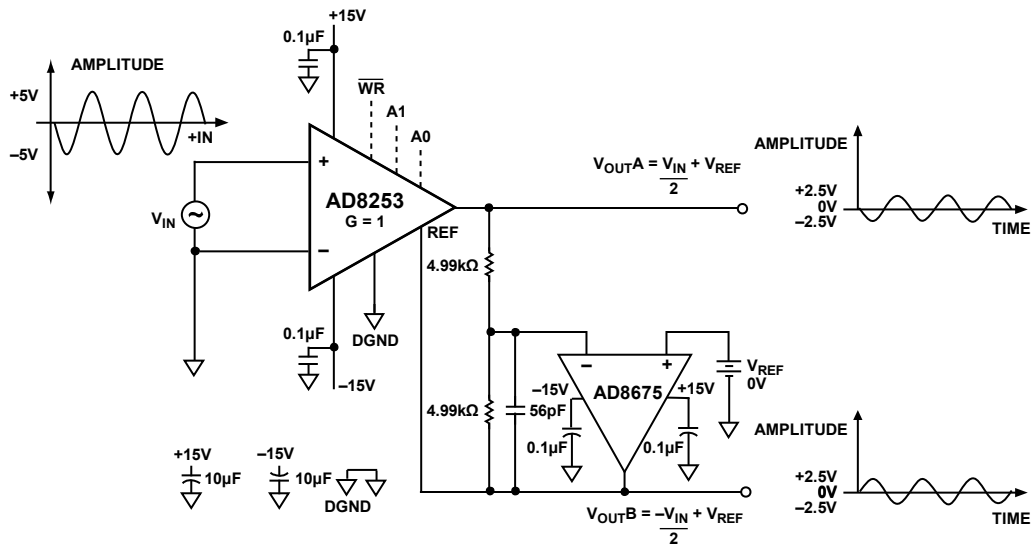 +15V
0.1µF
AMPLITUDE
+5V
–5V
+IN
WR
A1
A0
+
AD8253
G = 1
REF
–
VIN
~
DGND
0.1µF
–15V
4.99kΩ
4.99kΩ
56pF
VOUTA = VIN + VREF
2
AMPLITUDE
+2.5V
0V
–2.5V
TIME
– +
AD8675
–15V
+15V
0.1µF
0.1µF
VREF
0V
+15V
10µF
–15V
10µF
DGND
VOUTB = –VIN + VREF
2
AMPLITUDE
+2.5V
0V
–2.5V
TIME